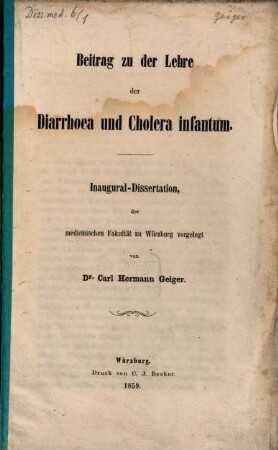 Diss. med. 6/1
Geiger
Beitrag zu der Lehre
der
Diarrhoea und Cholera infantum.
Inaugural-Dissertation,
der
medicinischen Fakultät zu Würzburg vorgelegt
von
Dr. Carl Hermann Geiger.
Würzburg.
Druck von C. J. Becker.
1859.